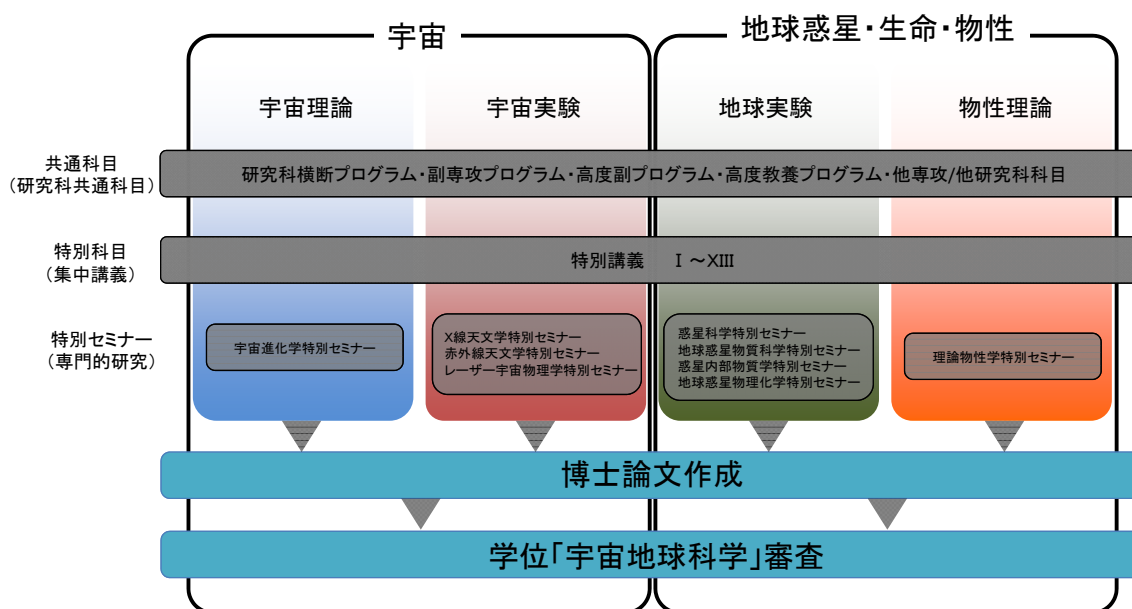 宇宙
地球惑星・生命・物性
宇宙理論
宇宙実験
地球実験
物性理論
共通科目
(研究科共通科目)
研究科横断プログラム・副専攻プログラム・高度副プログラム・高度教養プログラム・他専攻/他研究科科目
特別科目
(集中講義)
特別講義 Ⅰ～XIII
特別セミナー
(専門的研究)
宇宙進化学特別セミナー
X線天文学特別セミナー
赤外線天文学特別セミナー
レーザー宇宙物理学特別セミナー
惑星科学特別セミナー
地球惑星物質科学特別セミナー
惑星内部物質学特別セミナー
地球惑星物理化学特別セミナー
理論物性学特別セミナー
博士論文作成
学位「宇宙地球科学」審査